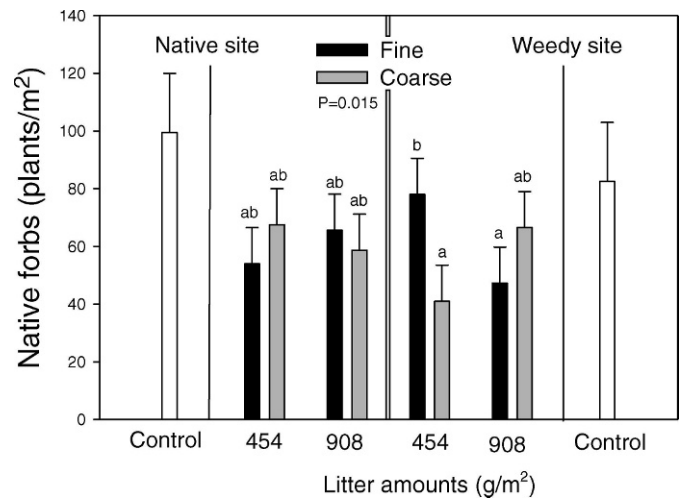 Native forbs (plants/m²)
140
120
100
80
60
40
20
0
Native site
Fine
Coarse
P=0.015
Weedy site
ab
ab
ab
ab
b
a
a
ab
Control
454
908
454
908
Control
Litter amounts (g/m²)